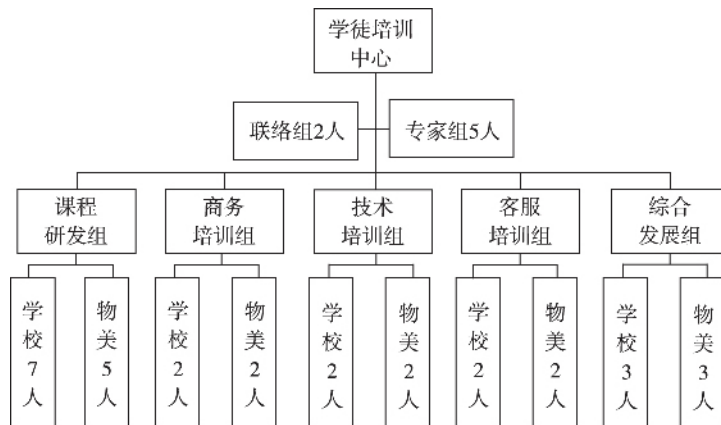 学徒培训
中心
联络组2人
专家组5人
课程
研发组
商务
培训组
技术
培训组
客服
培训组
综合
发展组
学校7人
物美5人
学校2人
物美2人
学校2人
物美2人
学校2人
物美2人
学校3人
物美3人